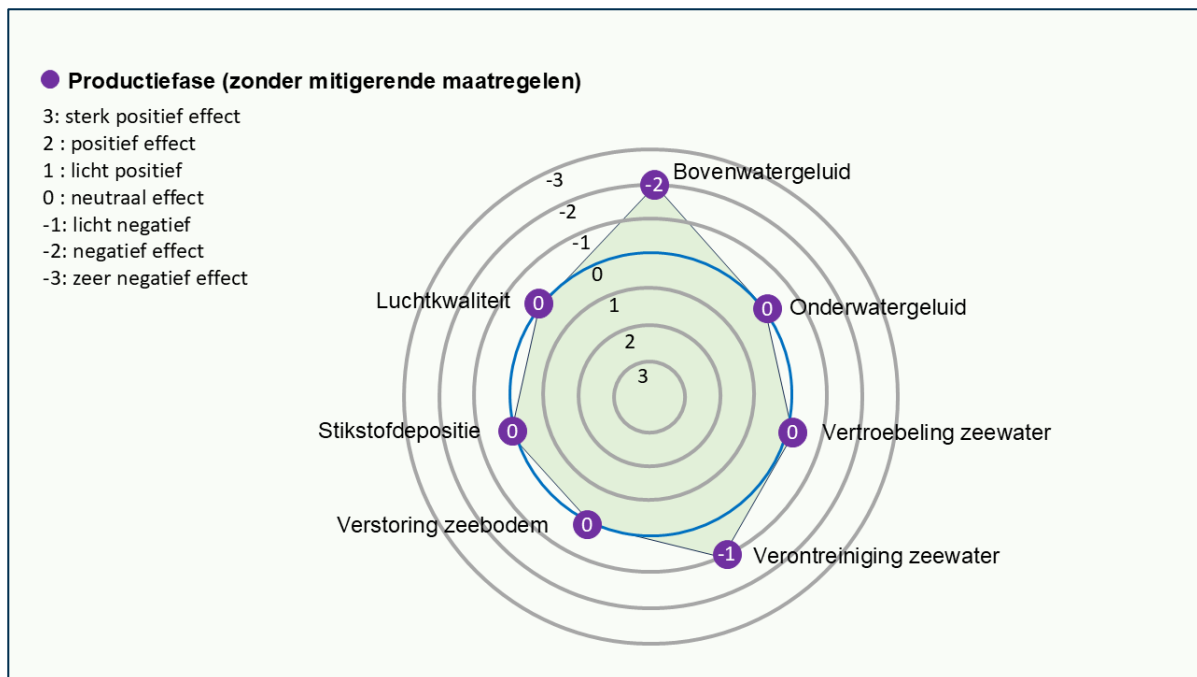 Productiefase (zonder mitigerende maatregelen)
3: sterk positief effect
2 : positief effect
1 : licht positief
0 : neutraal effect
-1: licht negatief
-2: negatief effect
-3: zeer negatief effect
-3
-2
-1
0
1
2
3
-2 Bovenwatergeluid
0 Onderwatergeluid
0 Vertroebeling zeewater
-1 Verontreiniging zeewater
Verstoring zeebodem 0
Stikstofdepositie 0
Luchtkwaliteit 0